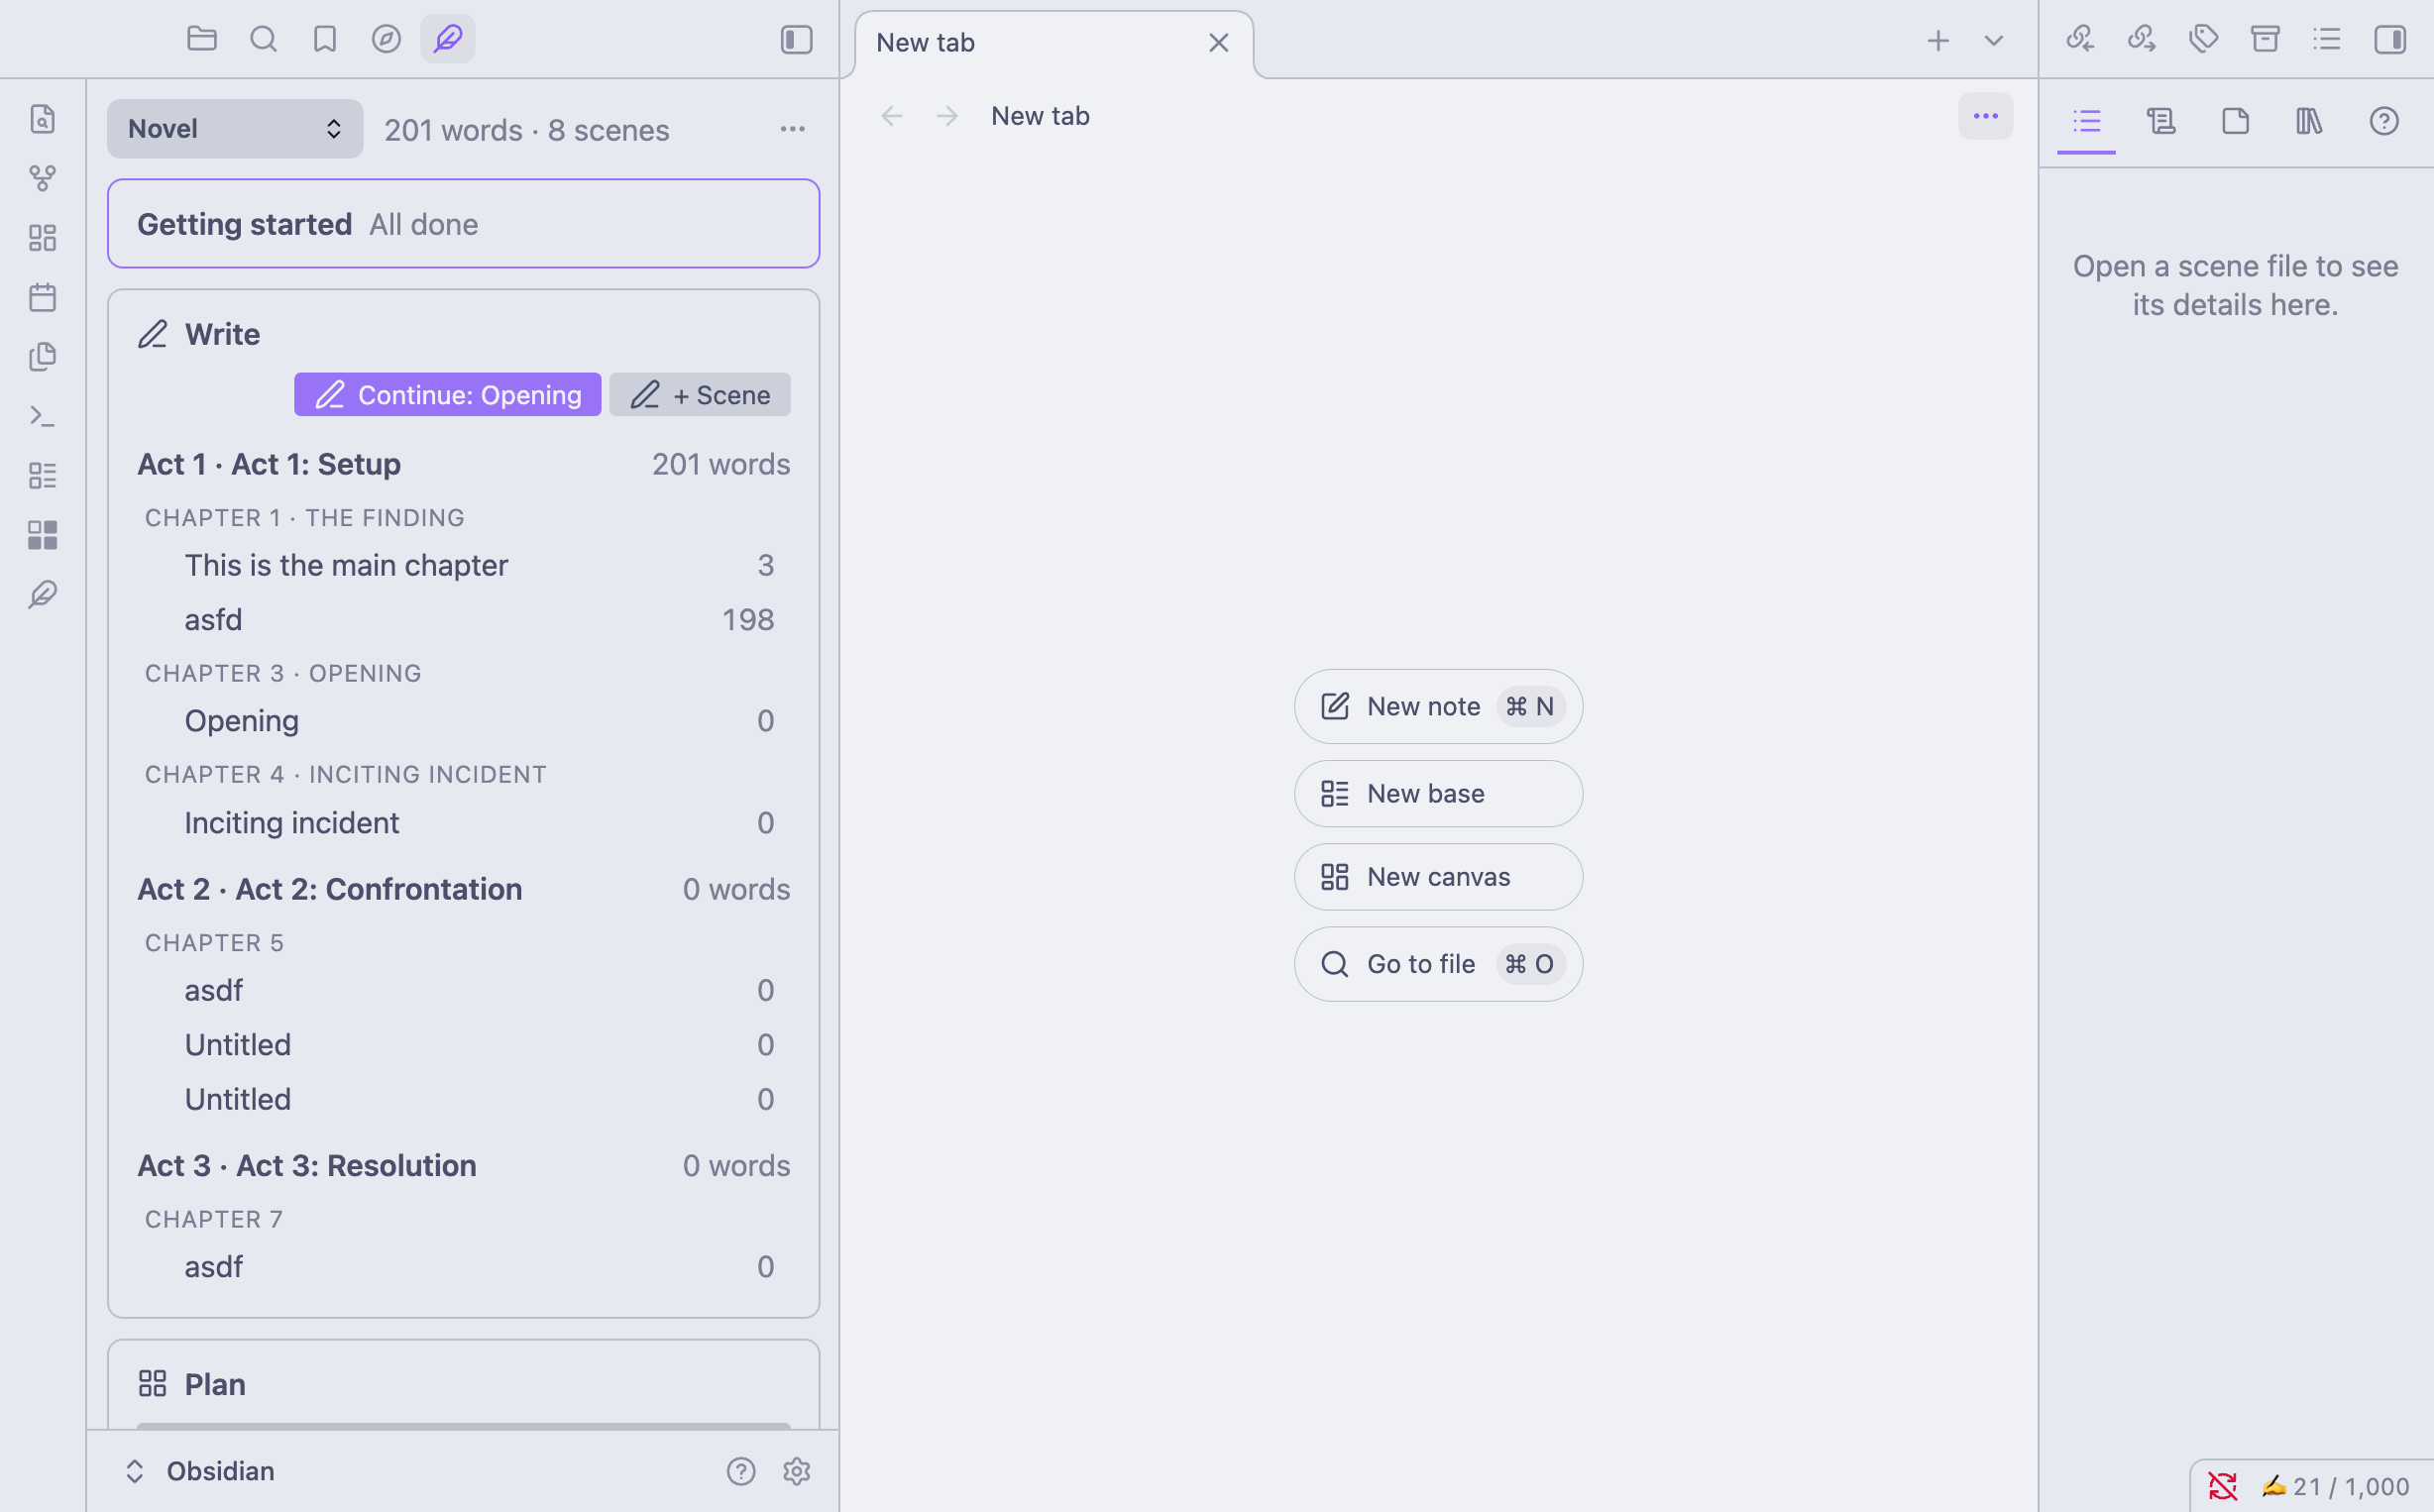 New tab
Novel
201 words · 8 scenes
New tab
Getting started All done
Write
Continue: Opening
+ Scene
Act 1 · Act 1: Setup 201 words
CHAPTER 1 · THE FINDING
This is the main chapter 3
asfd 198
CHAPTER 3 · OPENING
Opening 0
CHAPTER 4 · INCITING INCIDENT
Inciting incident 0
Act 2 · Act 2: Confrontation 0 words
CHAPTER 5
asdf 0
Untitled 0
Untitled 0
Act 3 · Act 3: Resolution 0 words
CHAPTER 7
asdf 0
Plan
Obsidian
New note ⌘ N
New base
New canvas
Go to file ⌘ O
Open a scene file to see
its details here.
✍️ 21 / 1,000